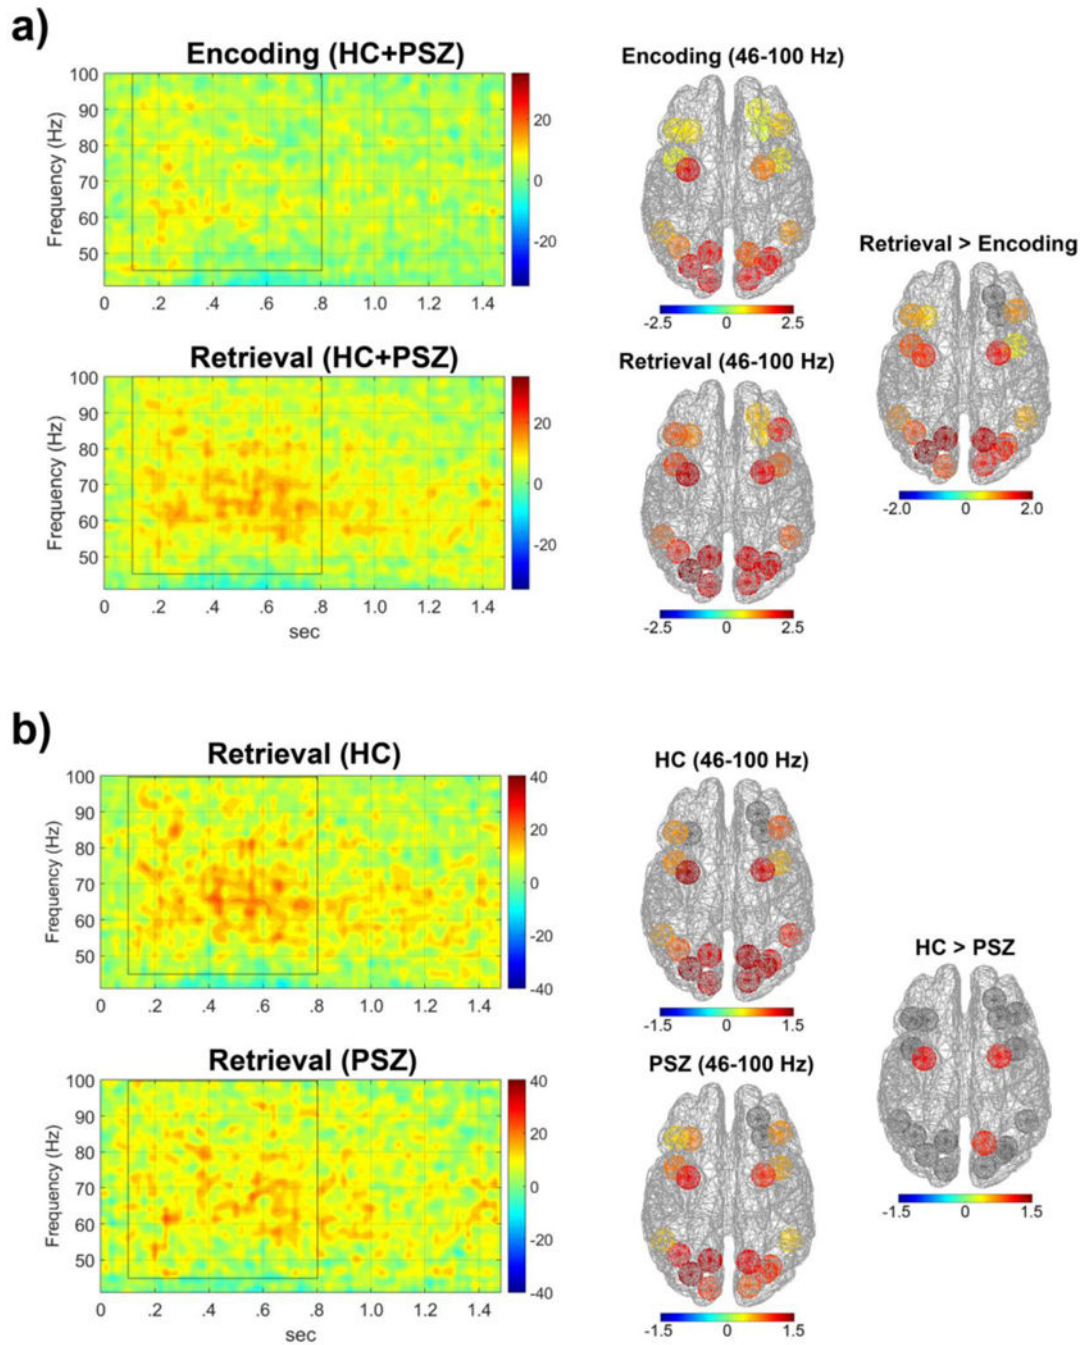 a)
Encoding (HC+PSZ)
100
90
80
70
60
50
Frequency (Hz)
0 .2 .4 .6 .8 1.0 1.2 1.4
20
0
-20
Encoding (46-100 Hz)
-2.5 0 2.5
Retrieval > Encoding
-2.0 0 2.0
Retrieval (HC+PSZ)
100
90
80
70
60
50
Frequency (Hz)
0 .2 .4 .6 .8 1.0 1.2 1.4
sec
20
0
-20
Retrieval (46-100 Hz)
-2.5 0 2.5
b)
Retrieval (HC)
100
90
80
70
60
50
Frequency (Hz)
0 .2 .4 .6 .8 1.0 1.2 1.4
40
20
0
-20
-40
HC (46-100 Hz)
-1.5 0 1.5
HC > PSZ
-1.5 0 1.5
Retrieval (PSZ)
100
90
80
70
60
50
Frequency (Hz)
0 .2 .4 .6 .8 1.0 1.2 1.4
sec
40
20
0
-20
-40
PSZ (46-100 Hz)
-1.5 0 1.5